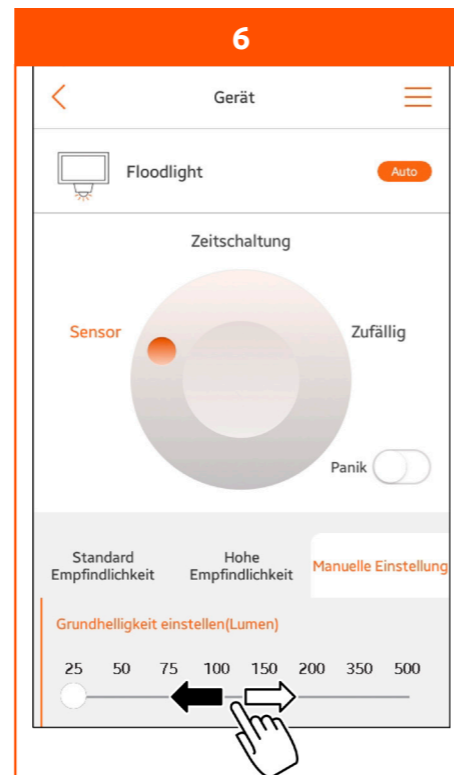 6
Gerät
Floodlight
Auto
Zeitschaltung
Sensor
Zufällig
Panik
Standard
Empfindlichkeit
Hohe
Empfindlichkeit
Manuelle Einstellung
Grundhelligkeit einstellen(Lumen)
25 50 75 100 150 200 350 500